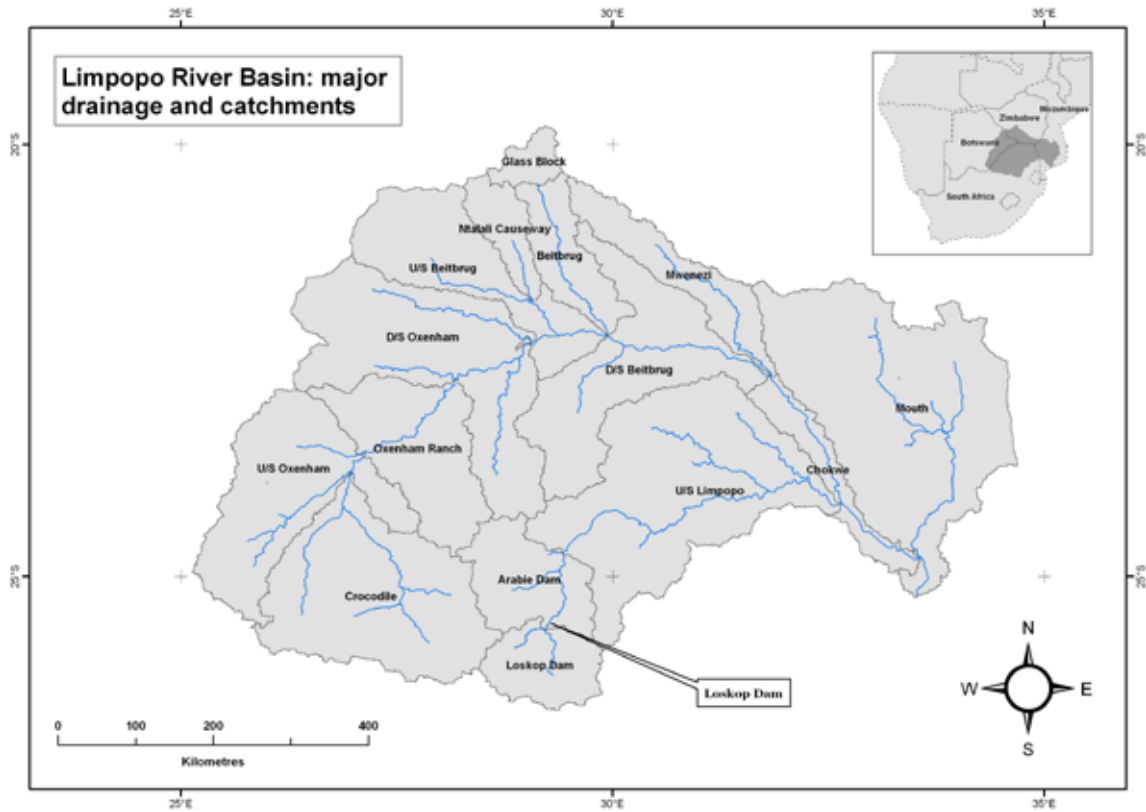 25°E
30°E
35°E
Limpopo River Basin: major
drainage and catchments
Mozambique
Zimbabwe
Botswana
South Africa
20°S
20°S
Glass Block
Ntalali Causeway
Beitbrug
U/S Beitbrug
Mwenezi
D/S Oxenham
D/S Beitbrug
Mouth
Oxenham Ranch
U/S Oxenham
Chokwe
U/S Limpopo
25°S
25°S
Arabie Dam
Crocodile
Loskop Dam
Loskop Dam
N
W
E
S
0
100
200
400
Kilometres
25°E
30°E
35°E